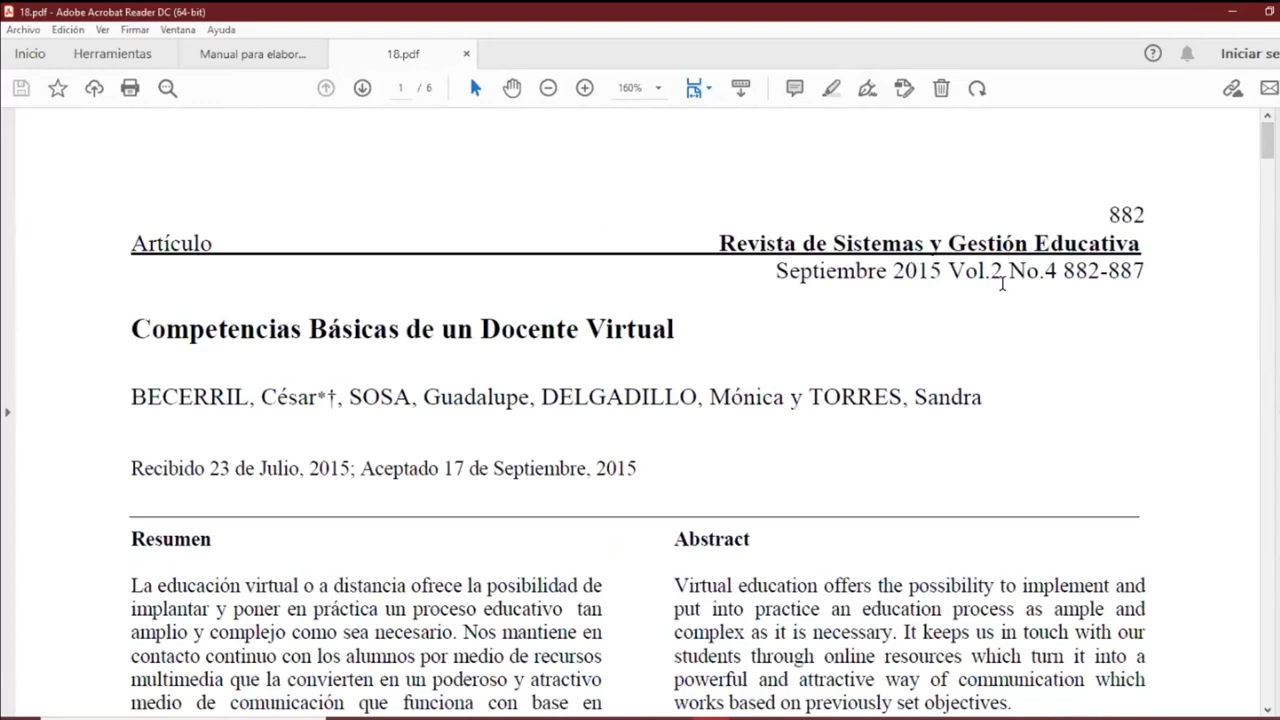 18.pdf - Adobe Acrobat Reader DC (64-bit)
Archivo Edición Ver Firmar Ventana Ayuda
Inicio Herramientas Manual para elabor... 18.pdf × Iniciar se
1 / 6 160%
882
Artículo Revista de Sistemas y Gestión Educativa
Septiembre 2015 Vol.2 No.4 882-887
Competencias Básicas de un Docente Virtual
BECERRIL, César*†, SOSA, Guadalupe, DELGADILLO, Mónica y TORRES, Sandra
Recibido 23 de Julio, 2015; Aceptado 17 de Septiembre, 2015
Resumen
La educación virtual o a distancia ofrece la posibilidad de
implantar y poner en práctica un proceso educativo tan
amplio y complejo como sea necesario. Nos mantiene en
contacto continuo con los alumnos por medio de recursos
multimedia que la convierten en un poderoso y atractivo
medio de comunicación que funciona con base en
Abstract
Virtual education offers the possibility to implement and
put into practice an education process as ample and
complex as it is necessary. It keeps us in touch with our
students through online resources which turn it into a
powerful and attractive way of communication which
works based on previously set objectives.